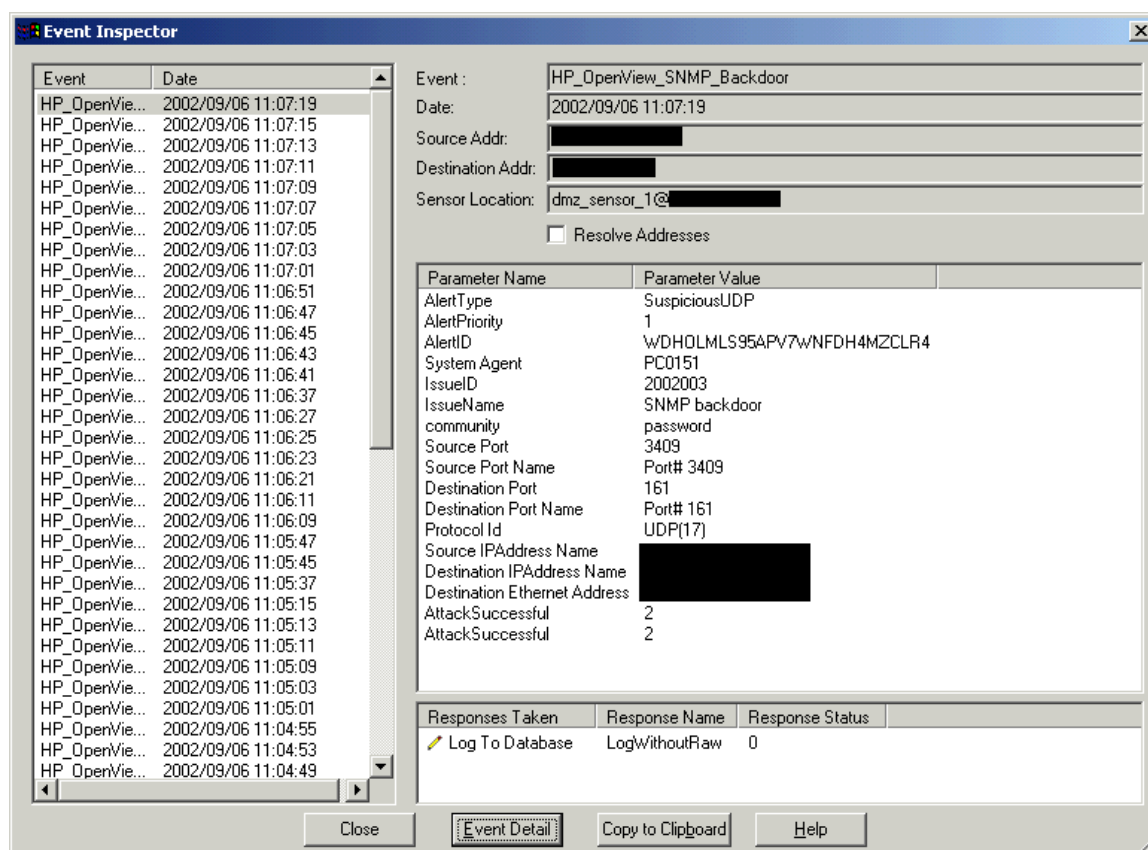 Event Inspector
Event Date
HP_OpenVie... 2002/09/06 11:07:19
HP_OpenVie... 2002/09/06 11:07:15
HP_OpenVie... 2002/09/06 11:07:13
HP_OpenVie... 2002/09/06 11:07:11
HP_OpenVie... 2002/09/06 11:07:09
HP_OpenVie... 2002/09/06 11:07:07
HP_OpenVie... 2002/09/06 11:07:05
HP_OpenVie... 2002/09/06 11:07:03
HP_OpenVie... 2002/09/06 11:07:01
HP_OpenVie... 2002/09/06 11:06:51
HP_OpenVie... 2002/09/06 11:06:47
HP_OpenVie... 2002/09/06 11:06:45
HP_OpenVie... 2002/09/06 11:06:43
HP_OpenVie... 2002/09/06 11:06:41
HP_OpenVie... 2002/09/06 11:06:37
HP_OpenVie... 2002/09/06 11:06:27
HP_OpenVie... 2002/09/06 11:06:25
HP_OpenVie... 2002/09/06 11:06:23
HP_OpenVie... 2002/09/06 11:06:21
HP_OpenVie... 2002/09/06 11:06:11
HP_OpenVie... 2002/09/06 11:06:09
HP_OpenVie... 2002/09/06 11:05:47
HP_OpenVie... 2002/09/06 11:05:45
HP_OpenVie... 2002/09/06 11:05:37
HP_OpenVie... 2002/09/06 11:05:15
HP_OpenVie... 2002/09/06 11:05:13
HP_OpenVie... 2002/09/06 11:05:11
HP_OpenVie... 2002/09/06 11:05:09
HP_OpenVie... 2002/09/06 11:05:03
HP_OpenVie... 2002/09/06 11:05:01
HP_OpenVie... 2002/09/06 11:04:55
HP_OpenVie... 2002/09/06 11:04:53
HP_OpenVie... 2002/09/06 11:04:49
Event : HP_OpenView_SNMP_Backdoor
Date: 2002/09/06 11:07:19
Source Addr:
Destination Addr:
Sensor Location: dmz_sensor_1@
Resolve Addresses
Parameter Name Parameter Value
AlertType SuspiciousUDP
AlertPriority 1
AlertID WDHOLMLS95APV7WNFDH4MZCLR4
System Agent PC0151
IssueID 2002003
IssueName SNMP backdoor
community password
Source Port 3409
Source Port Name Port# 3409
Destination Port 161
Destination Port Name Port# 161
Protocol Id UDP(17)
Source IPAddress Name
Destination IPAddress Name
Destination Ethernet Address
AttackSuccessful 2
AttackSuccessful 2
Responses Taken Response Name Response Status
Log To Database LogWithoutRaw 0
Close Event Detail Copy to Clipboard Help